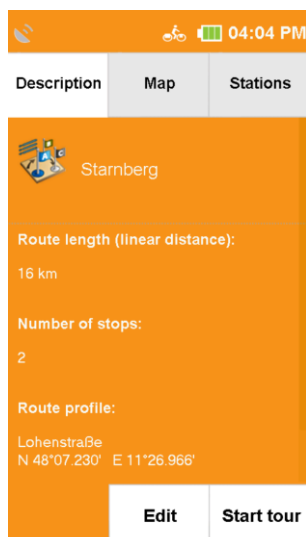 04:04 PM
Description Map Stations
Starnberg
Route length (linear distance):
16 km
Number of stops:
2
Route profile:
Lohenstraße
N 48°07.230' E 11°26.966'
Edit Start tour